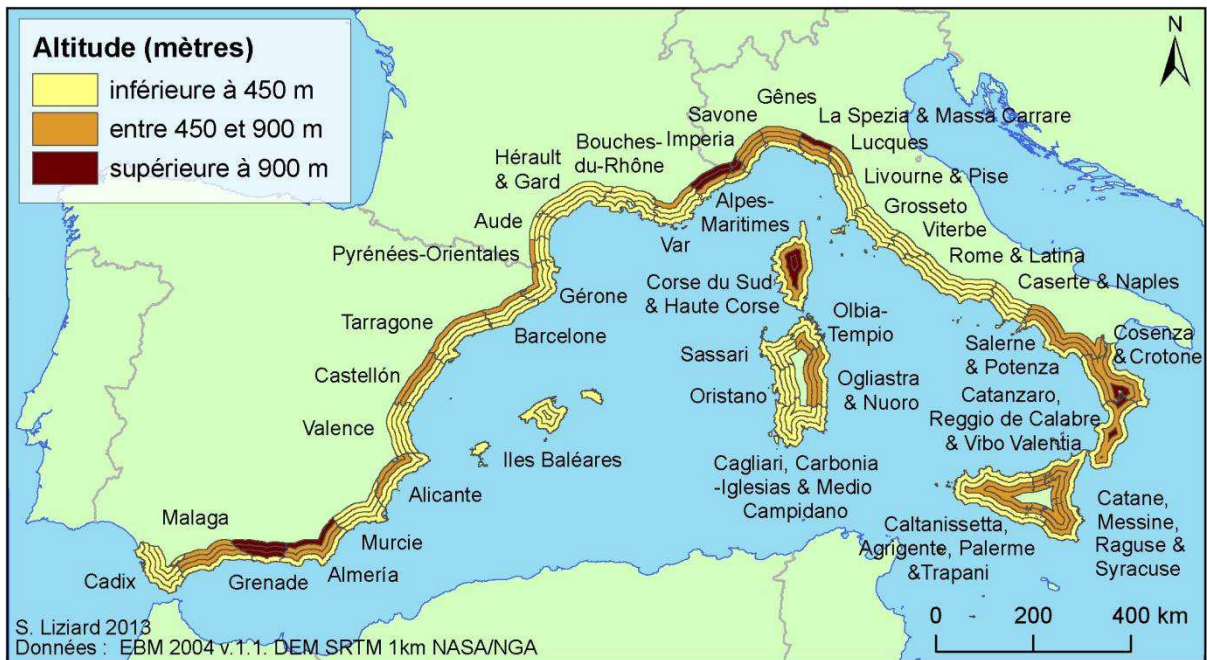 Altitude (mètres)
inférieure à 450 m
entre 450 et 900 m
supérieure à 900 m
N
Gênes
Savone
La Spezia & Massa Carrare
Imperia
Lucques
Bouches-
du-Rhône
Hérault
& Gard
Livourne & Pise
Alpes-
Maritimes
Grosseto
Aude
Viterbe
Var
Pyrénées-Orientales
Rome & Latina
Corse du Sud
& Haute Corse
Caserte & Naples
Gérone
Olbia-
Tempio
Tarragone
Barcelone
Cosenza
& Crotone
Salerne
& Potenza
Sassari
Castellón
Ogliastra
& Nuoro
Oristano
Catanzaro,
Reggio de Calabre
& Vibo Valentia
Valence
Iles Baléares
Cagliari, Carbonia
-Iglesias & Medio
Campidano
Alicante
Malaga
Catane,
Messine,
Raguse &
Syracuse
Murcie
Caltanissetta,
Agrigente, Palerme
&Trapani
Cadix
Grenade
Almería
0 200 400 km
S. Liziard 2013
Données : EBM 2004 v.1.1. DEM SRTM 1km NASA/NGA